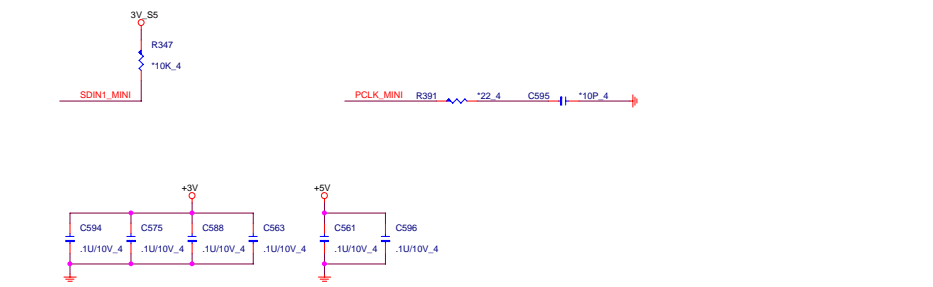 3V_S5
R347
*10K_4
SDIN1_MINI
PCLK_MINI R391 *22_4 C595 *10P_4
+3V +5V
C594 C575 C588 C563 C561 C596
.1U/10V_4 .1U/10V_4 .1U/10V_4 .1U/10V_4 .1U/10V_4 .1U/10V_4